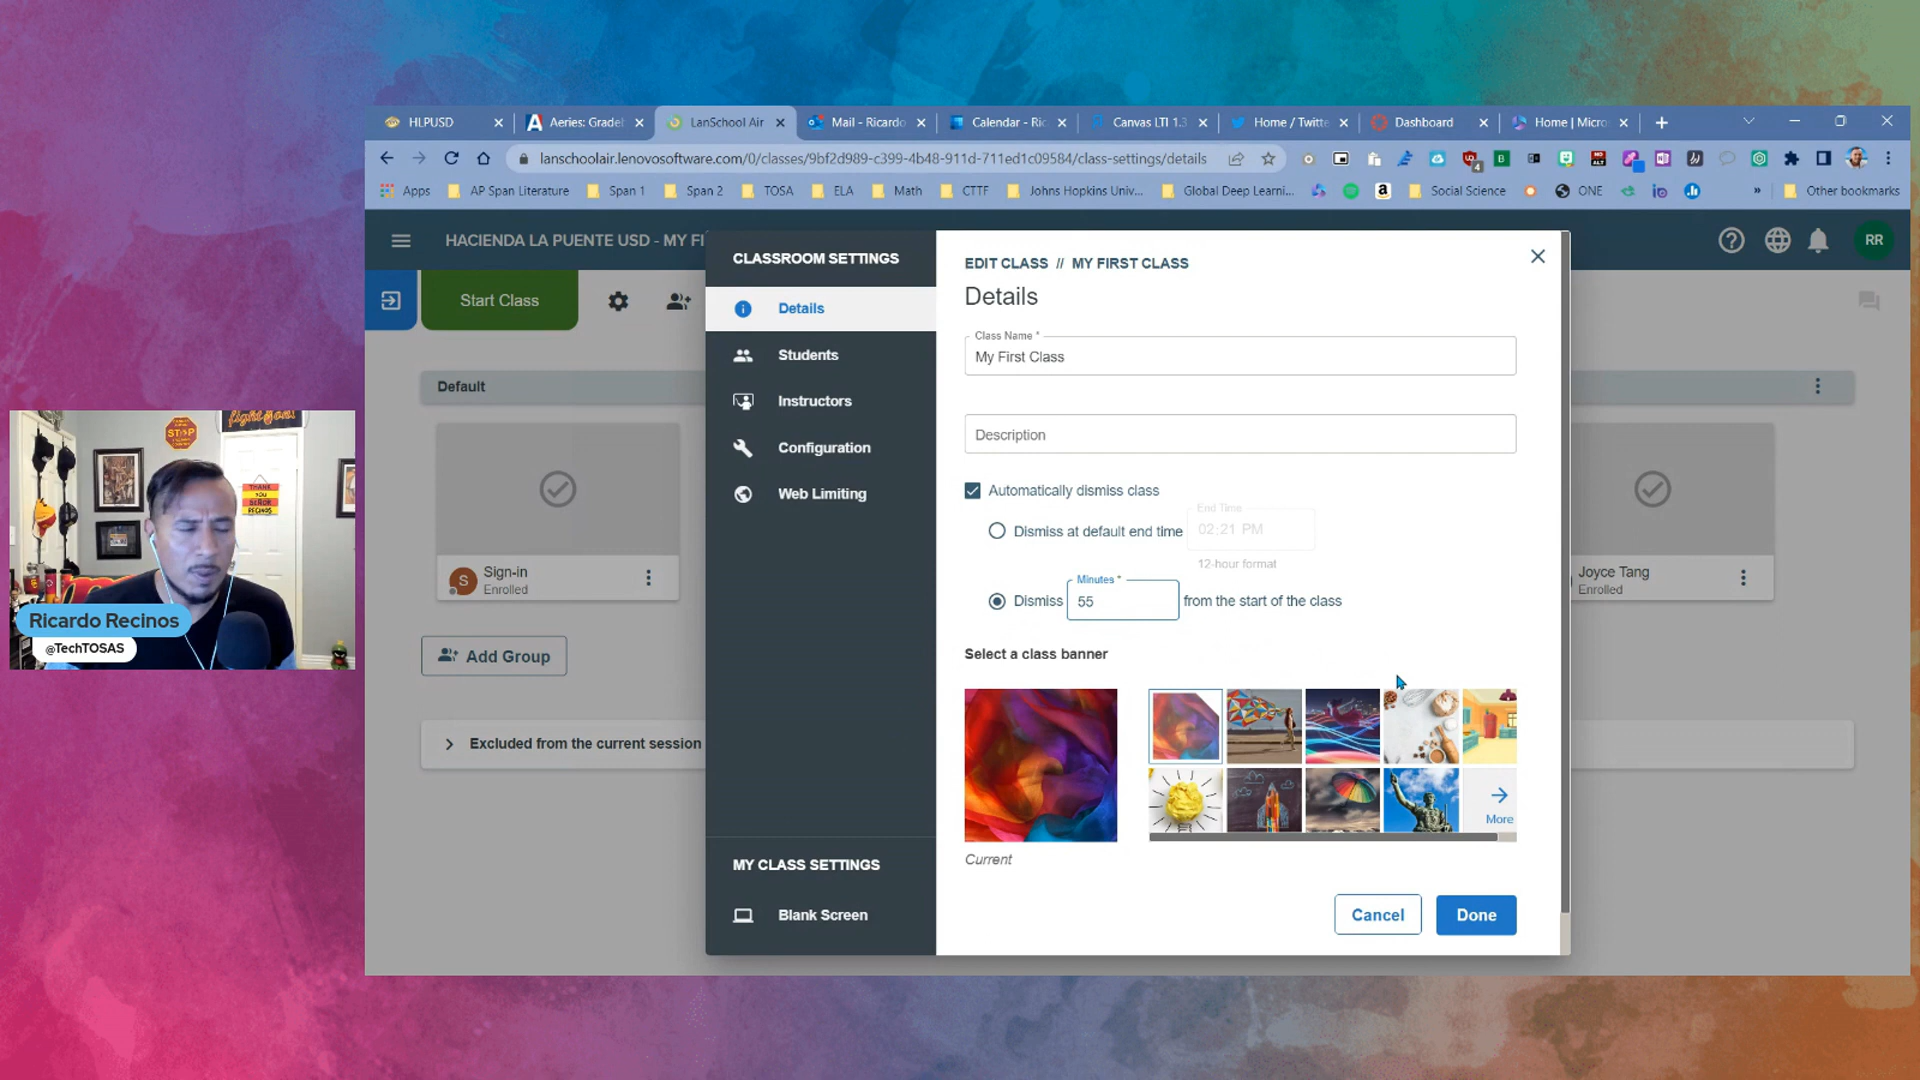 HLPUSD
Aeries: Gradeb
LanSchool Air
Mail - Ricardo
Calendar - Ric
Canvas LTI 1.3
Home / Twitte
Dashboard
Home | Micro
lanschoolair.lenovosoftware.com/0/classes/9bf2d989-c399-4b48-911d-711ed1c09584/class-settings/details
Apps
AP Span Literature
Span 1
Span 2
TOSA
ELA
Math
CTTF
Johns Hopkins Univ...
Global Deep Learni...
Social Science
ONE
Other bookmarks
HACIENDA LA PUENTE USD - MY FI
RR
Start Class
Default
S
Sign-in
Enrolled
Add Group
Excluded from the current session
Joyce Tang
Enrolled
CLASSROOM SETTINGS
Details
Students
Instructors
Configuration
Web Limiting
MY CLASS SETTINGS
Blank Screen
EDIT CLASS // MY FIRST CLASS
Details
Class Name *
My First Class
Description
Automatically dismiss class
Dismiss at default end time
End Time
02:21 PM
12-hour format
Dismiss
Minutes *
55
from the start of the class
Select a class banner
Current
More
Cancel
Done
STOP
THANK
YOU
SEÑOR
RECINOS
Ricardo Recinos
@TechTOSAS